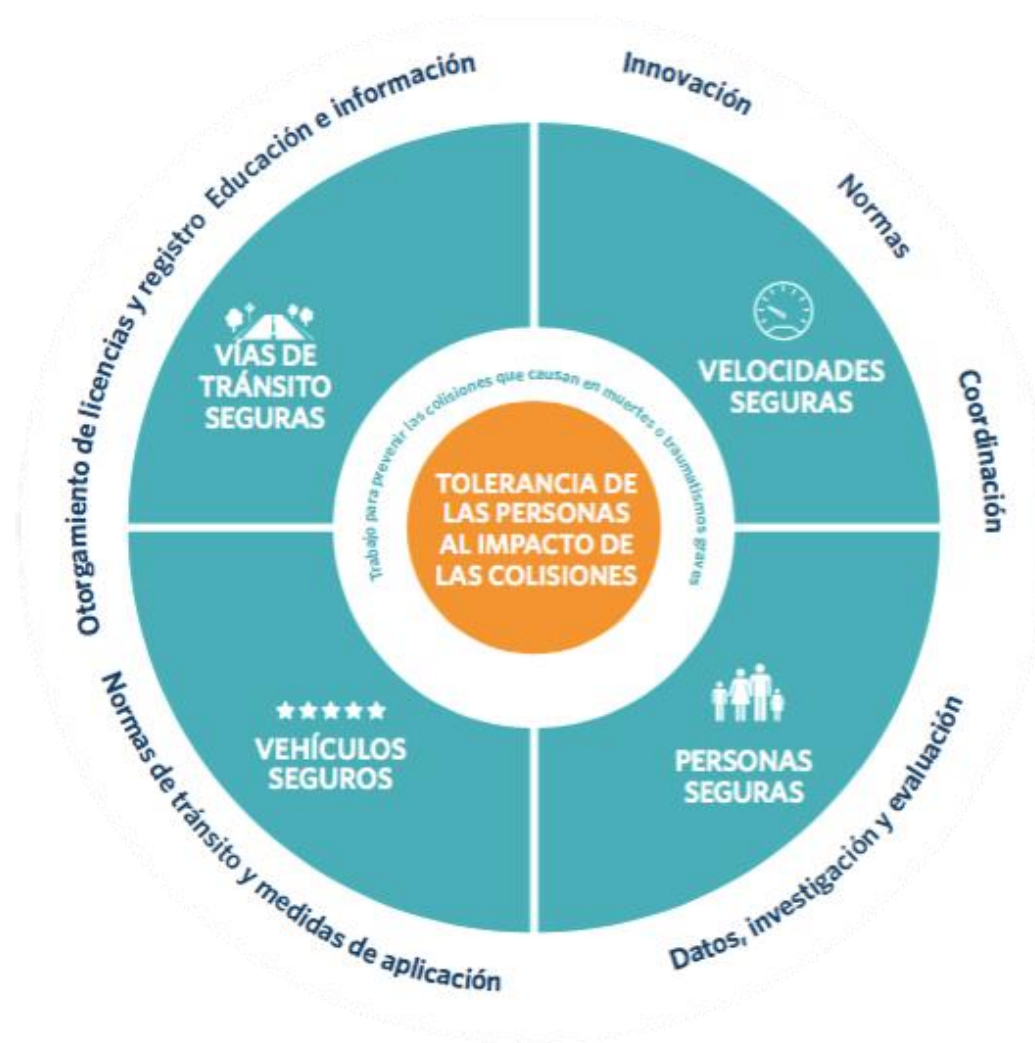 Educación e información
Innovación
Normas
Coordinación
Datos, investigación y evaluación
Normas de tránsito y medidas de aplicación
Otorgamiento de licencias y registro
VÍAS DE
TRÁNSITO
SEGURAS
VELOCIDADES
SEGURAS
Trabajo para prevenir las colisiones que causan en muertes o traumatismos graves
TOLERANCIA DE
LAS PERSONAS
AL IMPACTO DE
LAS COLISIONES
VEHÍCULOS
SEGUROS
PERSONAS
SEGURAS